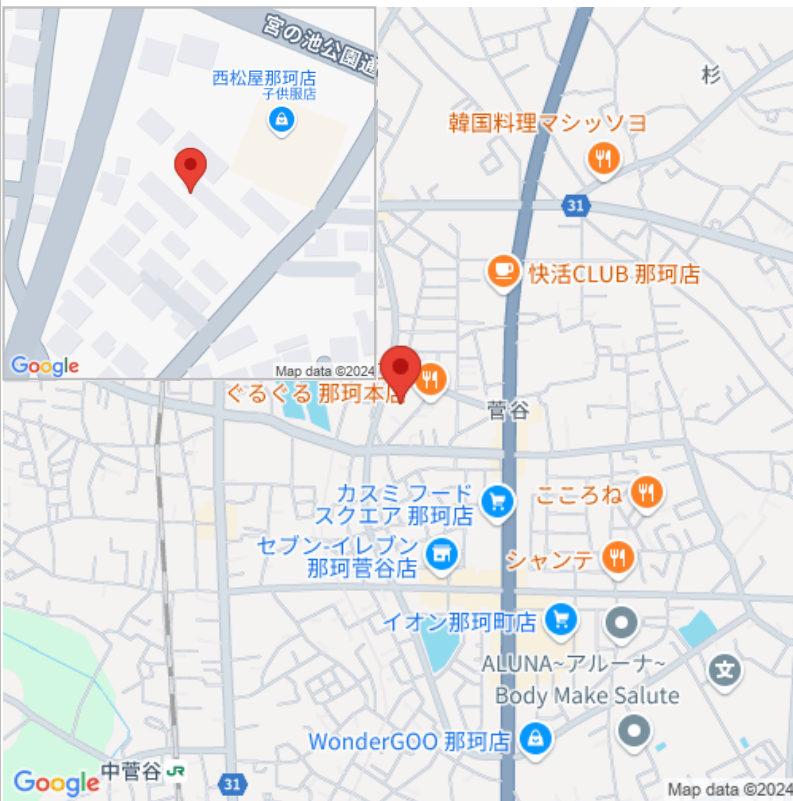 宮の池公園通
西松屋那珂店
子供服店
Google
Map data ©2024
杉
韓国料理マシッソヨ
31
快活CLUB 那珂店
ぐるぐる 那珂本店
菅谷
カスミ フード
スクエア 那珂店
こころね
セブン-イレブン
那珂菅谷店
シャンテ
イオン那珂町店
ALUNA~アルーナ~
Body Make Salute
文
WonderGOO 那珂店
中菅谷 JR
31
Google
Map data ©2024